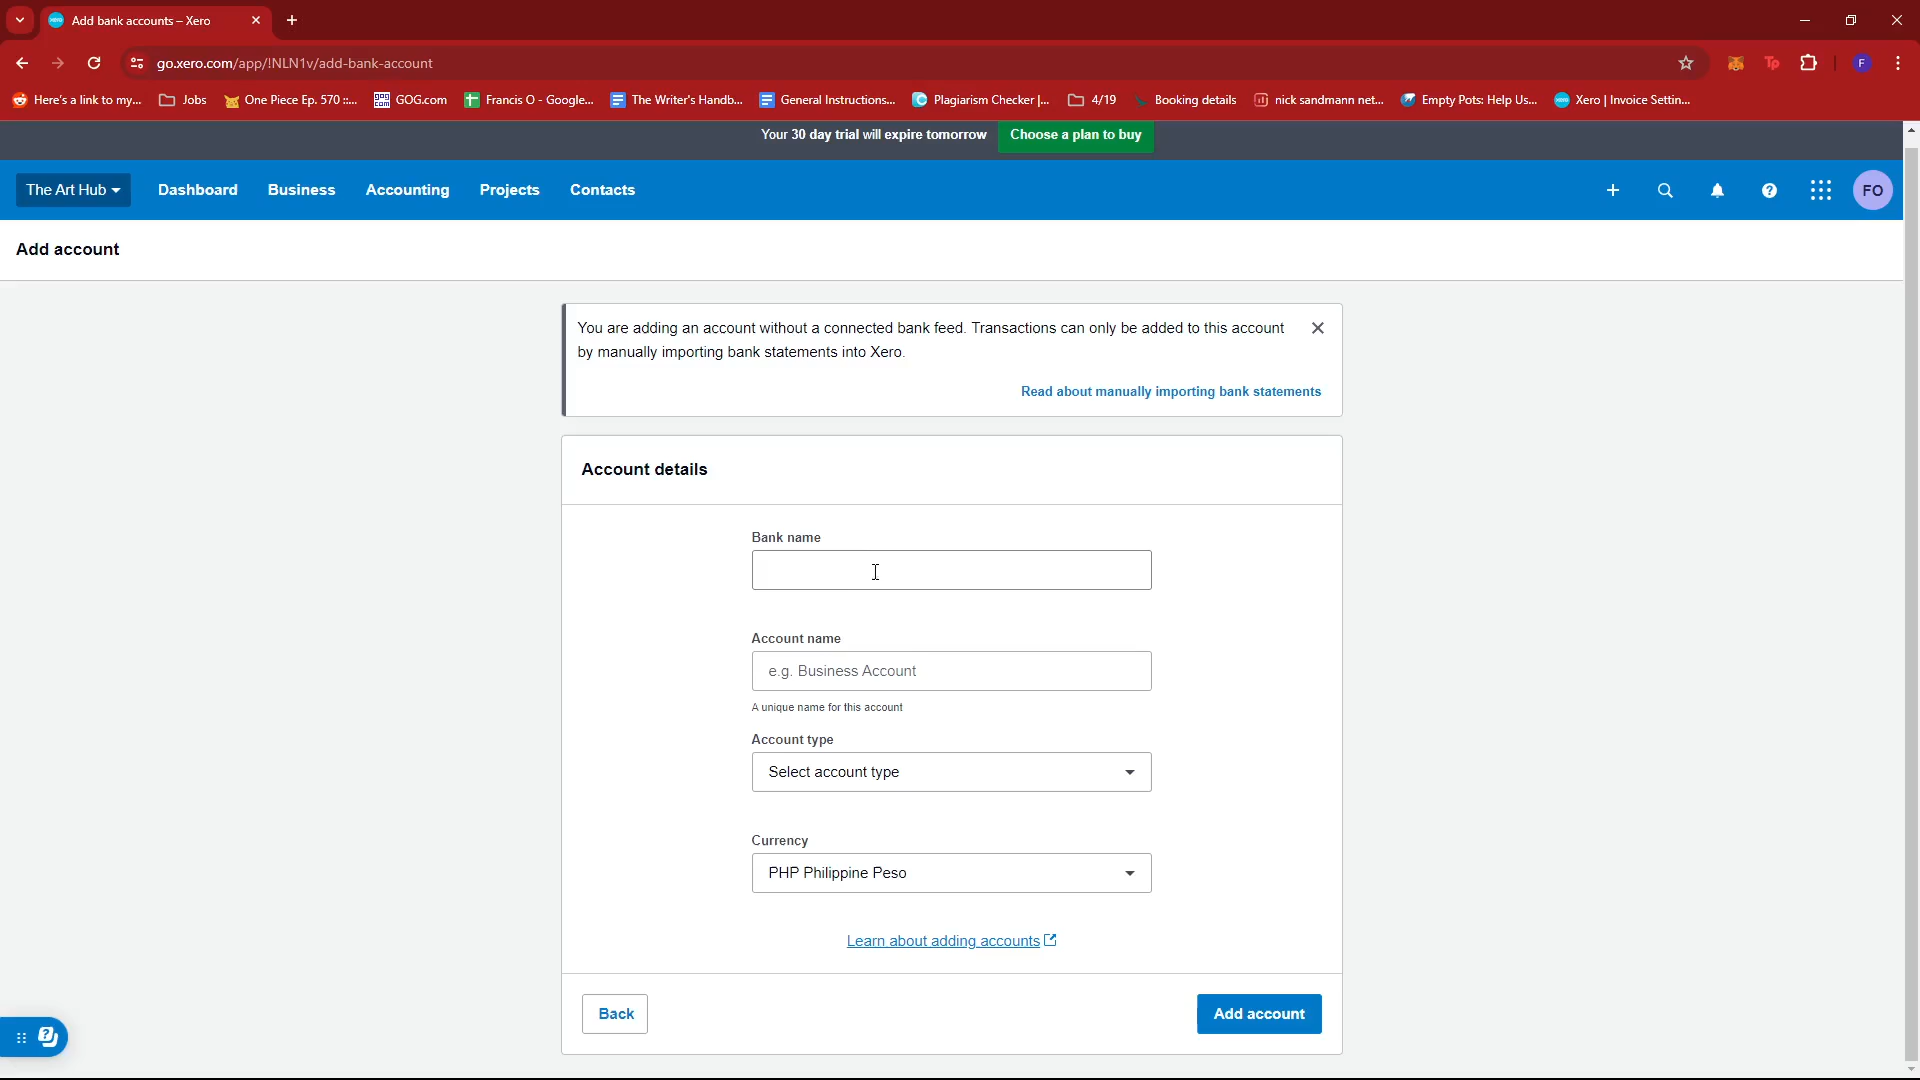 Add bank accounts – Xero
go.xero.com/app/!NLN1v/add-bank-account
Here's a link to my... Jobs One Piece Ep. 570 ::... GOG.com Francis O - Google... The Writer's Handb... General Instructions... Plagiarism Checker |... 4/19 Booking details nick sandmann net... Empty Pots: Help Us... Xero | Invoice Settin...
Your 30 day trial will expire tomorrow Choose a plan to buy
The Art Hub Dashboard Business Accounting Projects Contacts FO
Add account
You are adding an account without a connected bank feed. Transactions can only be added to this account
by manually importing bank statements into Xero.
Read about manually importing bank statements
Account details
Bank name
Account name
e.g. Business Account
A unique name for this account
Account type
Select account type
Currency
PHP Philippine Peso
Learn about adding accounts
Back Add account